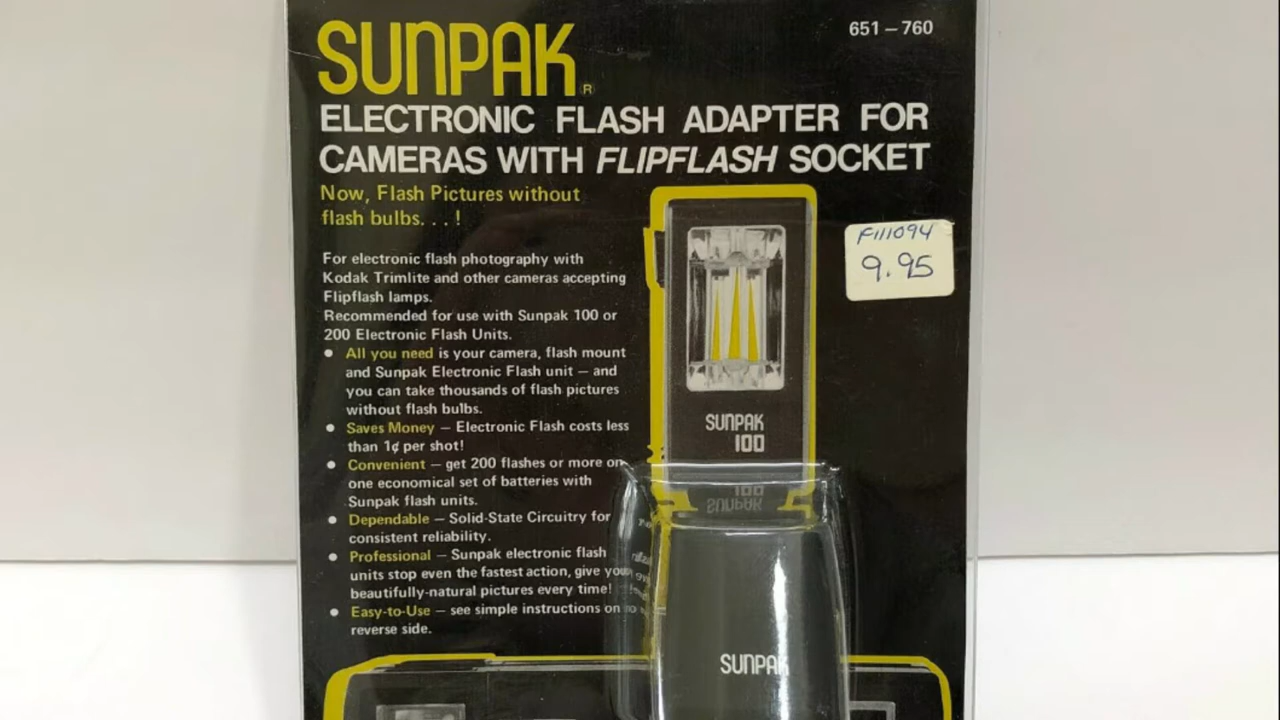 SUNPAK®
651 – 760
ELECTRONIC FLASH ADAPTER FOR
CAMERAS WITH FLIPFLASH SOCKET
Now, Flash Pictures without
flash bulbs. . . !
For electronic flash photography with
Kodak Trimlite and other cameras accepting
Flipflash lamps.
Recommended for use with Sunpak 100 or
200 Electronic Flash Units.
● All you need is your camera, flash mount
and Sunpak Electronic Flash unit – and
you can take thousands of flash pictures
without flash bulbs.
● Saves Money – Electronic Flash costs less
than 1¢ per shot!
● Convenient – get 200 flashes or more on
one economical set of batteries with
Sunpak flash units.
● Dependable – Solid-State Circuitry for
consistent reliability.
● Professional – Sunpak electronic flash
units stop even the fastest action, give you
beautifully-natural pictures every time!
● Easy-to-Use – see simple instructions on
reverse side.
F111094
9.95
SUNPAK
100
SUNPAK